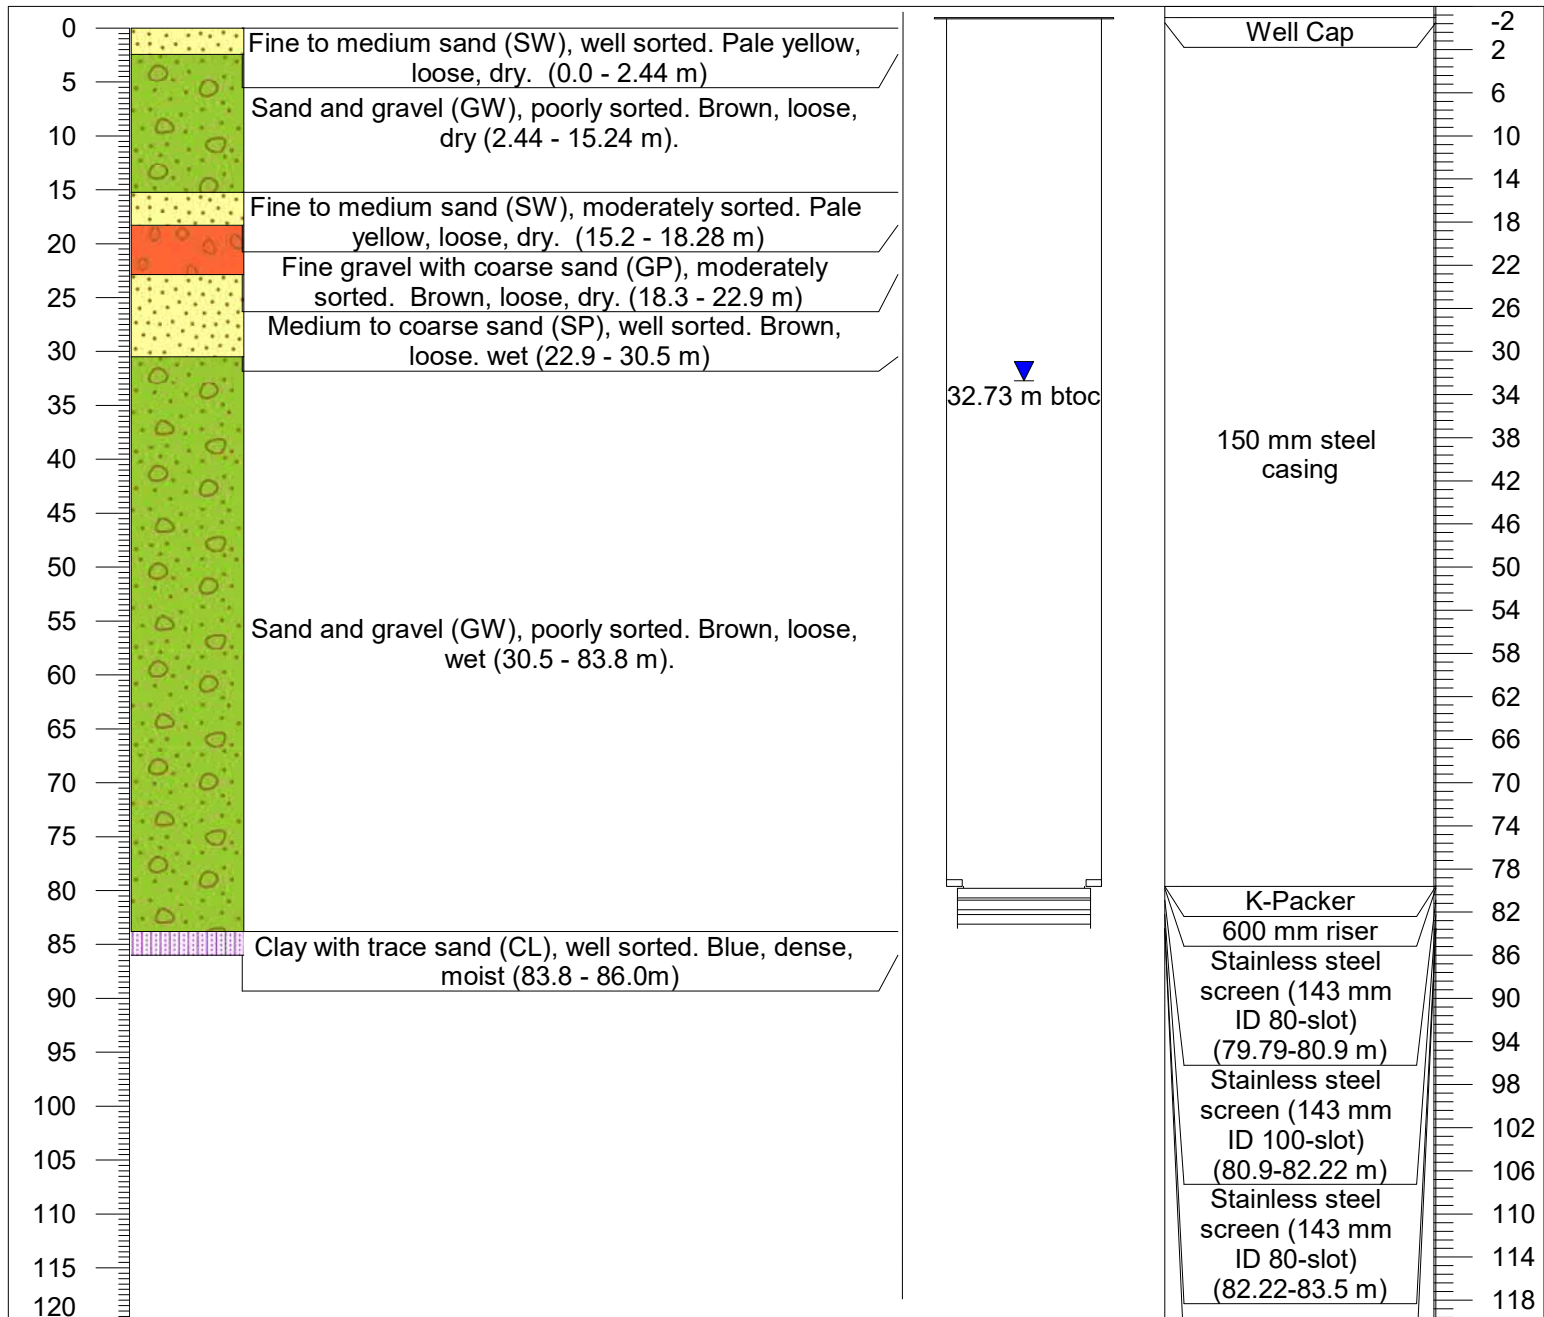 0
5
10
15
20
25
30
35
40
45
50
55
60
65
70
75
80
85
90
95
100
105
110
115
120
Fine to medium sand (SW), well sorted. Pale yellow,
loose, dry.  (0.0 - 2.44 m)
Sand and gravel (GW), poorly sorted. Brown, loose,
dry (2.44 - 15.24 m).
Fine to medium sand (SW), moderately sorted. Pale
yellow, loose, dry.  (15.2 - 18.28 m)
Fine gravel with coarse sand (GP), moderately
sorted.  Brown, loose, dry. (18.3 - 22.9 m)
Medium to coarse sand (SP), well sorted. Brown,
loose. wet (22.9 - 30.5 m)
Sand and gravel (GW), poorly sorted. Brown, loose,
wet (30.5 - 83.8 m).
Clay with trace sand (CL), well sorted. Blue, dense,
moist (83.8 - 86.0m)
32.73 m btoc
Well Cap
150 mm steel
casing
K-Packer
600 mm riser
Stainless steel
screen (143 mm
ID 80-slot)
(79.79-80.9 m)
Stainless steel
screen (143 mm
ID 100-slot)
(80.9-82.22 m)
Stainless steel
screen (143 mm
ID 80-slot)
(82.22-83.5 m)
-2
2
6
10
14
18
22
26
30
34
38
42
46
50
54
58
62
66
70
74
78
82
86
90
94
98
102
106
110
114
118